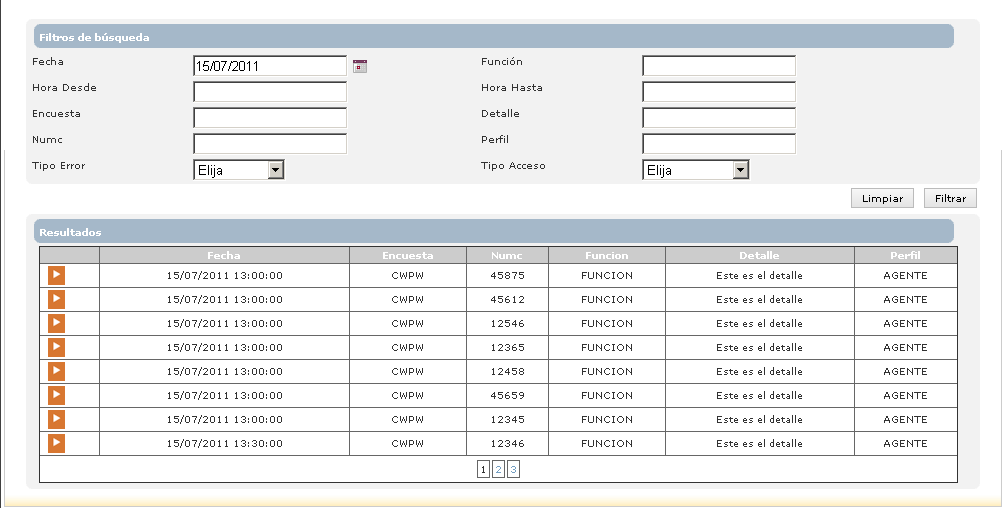 Filtros de búsqueda
Fecha 15/07/2011 Función
Hora Desde Hora Hasta
Encuesta Detalle
Numc Perfil
Tipo Error Elija Tipo Acceso Elija
Limpiar Filtrar
Resultados
Fecha Encuesta Numc Funcion Detalle Perfil
15/07/2011 13:00:00 CWPW 45875 FUNCION Este es el detalle AGENTE
15/07/2011 13:00:00 CWPW 45612 FUNCION Este es el detalle AGENTE
15/07/2011 13:00:00 CWPW 12546 FUNCION Este es el detalle AGENTE
15/07/2011 13:00:00 CWPW 12365 FUNCION Este es el detalle AGENTE
15/07/2011 13:00:00 CWPW 12458 FUNCION Este es el detalle AGENTE
15/07/2011 13:00:00 CWPW 45659 FUNCION Este es el detalle AGENTE
15/07/2011 13:00:00 CWPW 12345 FUNCION Este es el detalle AGENTE
15/07/2011 13:30:00 CWPW 12346 FUNCION Este es el detalle AGENTE
1 2 3